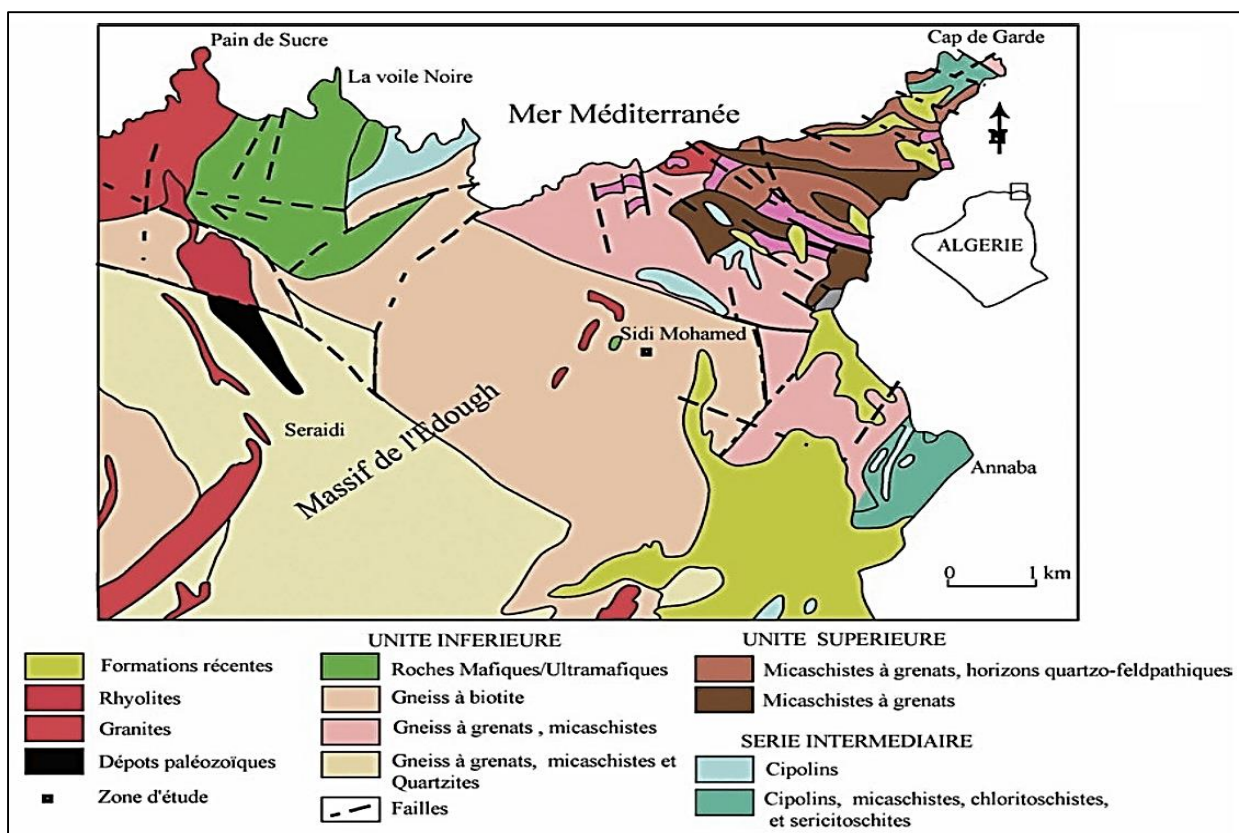 Pain de Sucre
Cap de Garde
La voile Noire
Mer Méditerranée
ALGERIE
Sidi Mohamed
Seraidi
Massif de l'Edough
Annaba
0 1 km
Formations récentes
Rhyolites
Granites
Dépots paléozoïques
Zone d'étude
UNITE INFERIEURE
Roches Mafiques/Ultramafiques
Gneiss à biotite
Gneiss à grenats , micaschistes
Gneiss à grenats, micaschistes et
Quartzites
Failles
UNITE SUPERIEURE
Micaschistes à grenats, horizons quartzo-feldpathiques
Micaschistes à grenats
SERIE INTERMEDIAIRE
Cipolins
Cipolins, micaschistes, chloritoschistes,
et sericitoschites